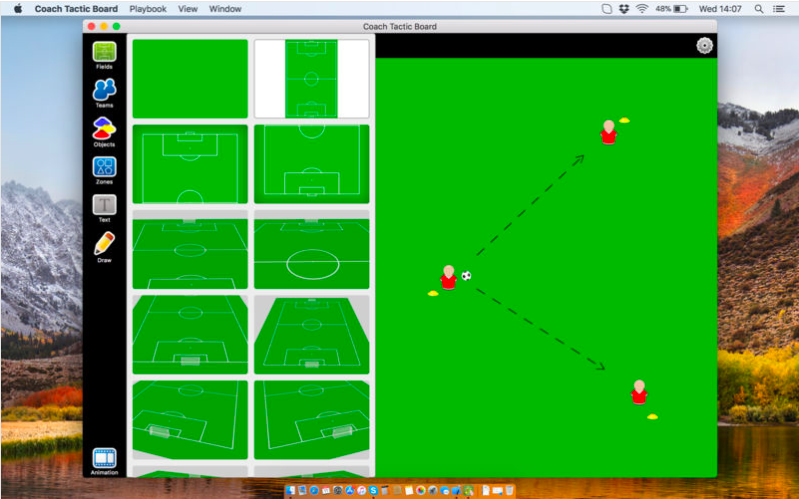 Coach Tactic Board Playbook View Window 48% Wed 14:07
Coach Tactic Board
Fields
Teams
Objects
Zones
T
Text
Draw
Animation